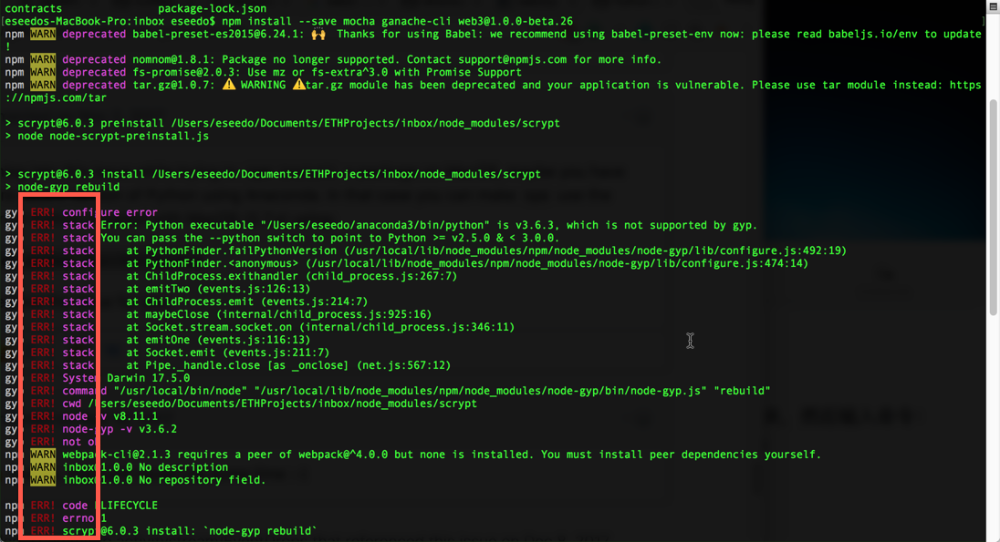 contracts package-lock.json
[eseedos-MacBook-Pro:inbox eseedo$ npm install --save mocha ganache-cli web3@1.0.0-beta.26 ]
npm WARN deprecated babel-preset-es2015@6.24.1: 🙌 Thanks for using Babel: we recommend using babel-preset-env now: please read babeljs.io/env to update
!
npm WARN deprecated nomnom@1.8.1: Package no longer supported. Contact support@npmjs.com for more info.
npm WARN deprecated fs-promise@2.0.3: Use mz or fs-extra^3.0 with Promise Support
npm WARN deprecated tar.gz@1.0.7: ⚠️ WARNING ⚠️tar.gz module has been deprecated and your application is vulnerable. Please use tar module instead: https
://npmjs.com/tar
> scrypt@6.0.3 preinstall /Users/eseedo/Documents/ETHProjects/inbox/node_modules/scrypt
> node node-scrypt-preinstall.js
> scrypt@6.0.3 install /Users/eseedo/Documents/ETHProjects/inbox/node_modules/scrypt
> node-gyp rebuild
gyp ERR! configure error
gyp ERR! stack Error: Python executable "/Users/eseedo/anaconda3/bin/python" is v3.6.3, which is not supported by gyp.
gyp ERR! stack You can pass the --python switch to point to Python >= v2.5.0 & < 3.0.0.
gyp ERR! stack at PythonFinder.failPythonVersion (/usr/local/lib/node_modules/npm/node_modules/node-gyp/lib/configure.js:492:19)
gyp ERR! stack at PythonFinder.<anonymous> (/usr/local/lib/node_modules/npm/node_modules/node-gyp/lib/configure.js:474:14)
gyp ERR! stack at ChildProcess.exithandler (child_process.js:267:7)
gyp ERR! stack at emitTwo (events.js:126:13)
gyp ERR! stack at ChildProcess.emit (events.js:214:7)
gyp ERR! stack at maybeClose (internal/child_process.js:925:16)
gyp ERR! stack at Socket.stream.socket.on (internal/child_process.js:346:11)
gyp ERR! stack at emitOne (events.js:116:13)
gyp ERR! stack at Socket.emit (events.js:211:7)
gyp ERR! stack at Pipe._handle.close [as _onclose] (net.js:567:12)
gyp ERR! System Darwin 17.5.0
gyp ERR! command "/usr/local/bin/node" "/usr/local/lib/node_modules/npm/node_modules/node-gyp/bin/node-gyp.js" "rebuild"
gyp ERR! cwd /Users/eseedo/Documents/ETHProjects/inbox/node_modules/scrypt
gyp ERR! node -v v8.11.1
gyp ERR! node-gyp -v v3.6.2
gyp ERR! not ok
npm WARN webpack-cli@2.1.3 requires a peer of webpack@^4.0.0 but none is installed. You must install peer dependencies yourself.
npm WARN inbox@1.0.0 No description
npm WARN inbox@1.0.0 No repository field.
npm ERR! code ELIFECYCLE
npm ERR! errno 1
npm ERR! scrypt@6.0.3 install: `node-gyp rebuild`